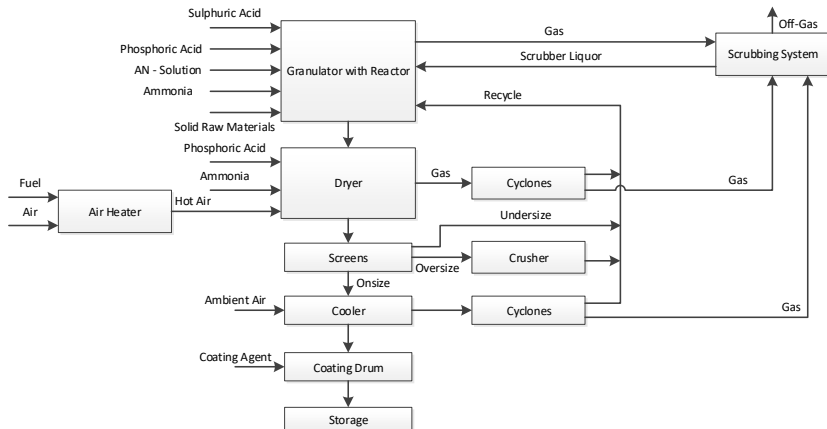 Sulphuric Acid
Off-Gas
Gas
Phosphoric Acid
Granulator with Reactor
Scrubbing System
Scrubber Liquor
AN - Solution
Ammonia
Recycle
Solid Raw Materials
Phosphoric Acid
Dryer
Gas
Cyclones
Gas
Ammonia
Fuel
Air Heater
Hot Air
Air
Undersize
Screens
Oversize
Crusher
Onsize
Ambient Air
Cooler
Cyclones
Gas
Coating Agent
Coating Drum
Storage